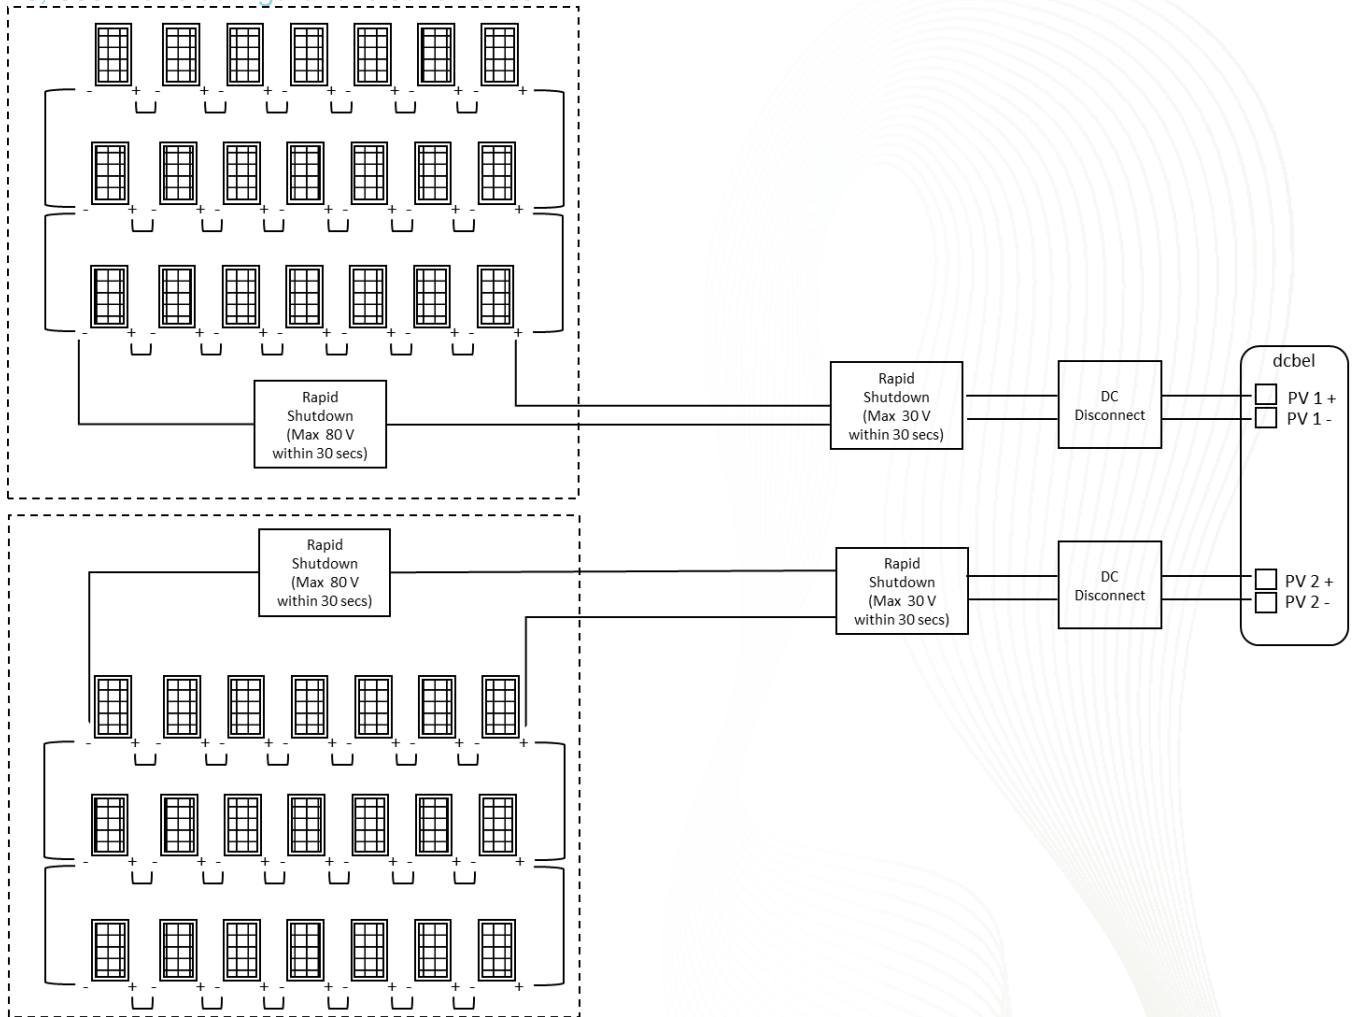 Rapid
Shutdown
(Max 80 V
within 30 secs)
Rapid
Shutdown
(Max 30 V
within 30 secs)
DC
Disconnect
dcbel
PV 1 +
PV 1 -
Rapid
Shutdown
(Max 80 V
within 30 secs)
Rapid
Shutdown
(Max 30 V
within 30 secs)
DC
Disconnect
PV 2 +
PV 2 -